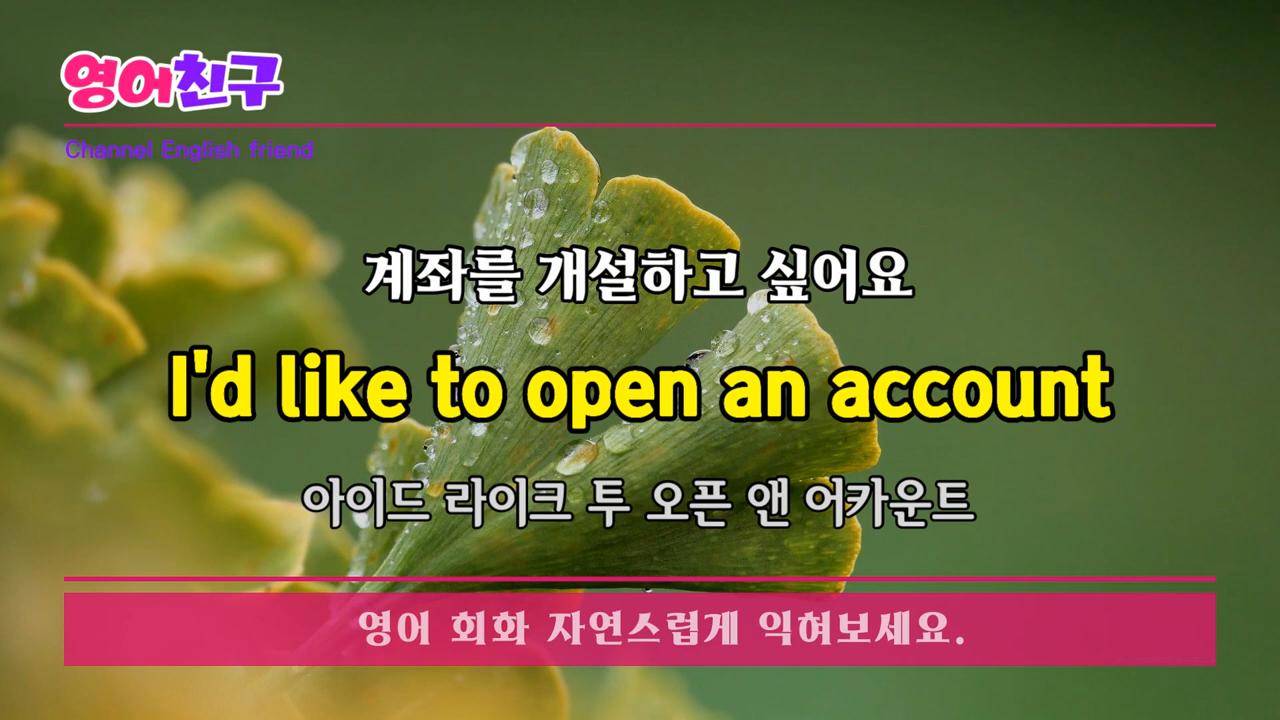 영어친구
Channel English friend
계좌를 개설하고 싶어요
I'd like to open an account
아이드 라이크 투 오픈 앤 어카운트
영어 회화 자연스럽게 익혀보세요.